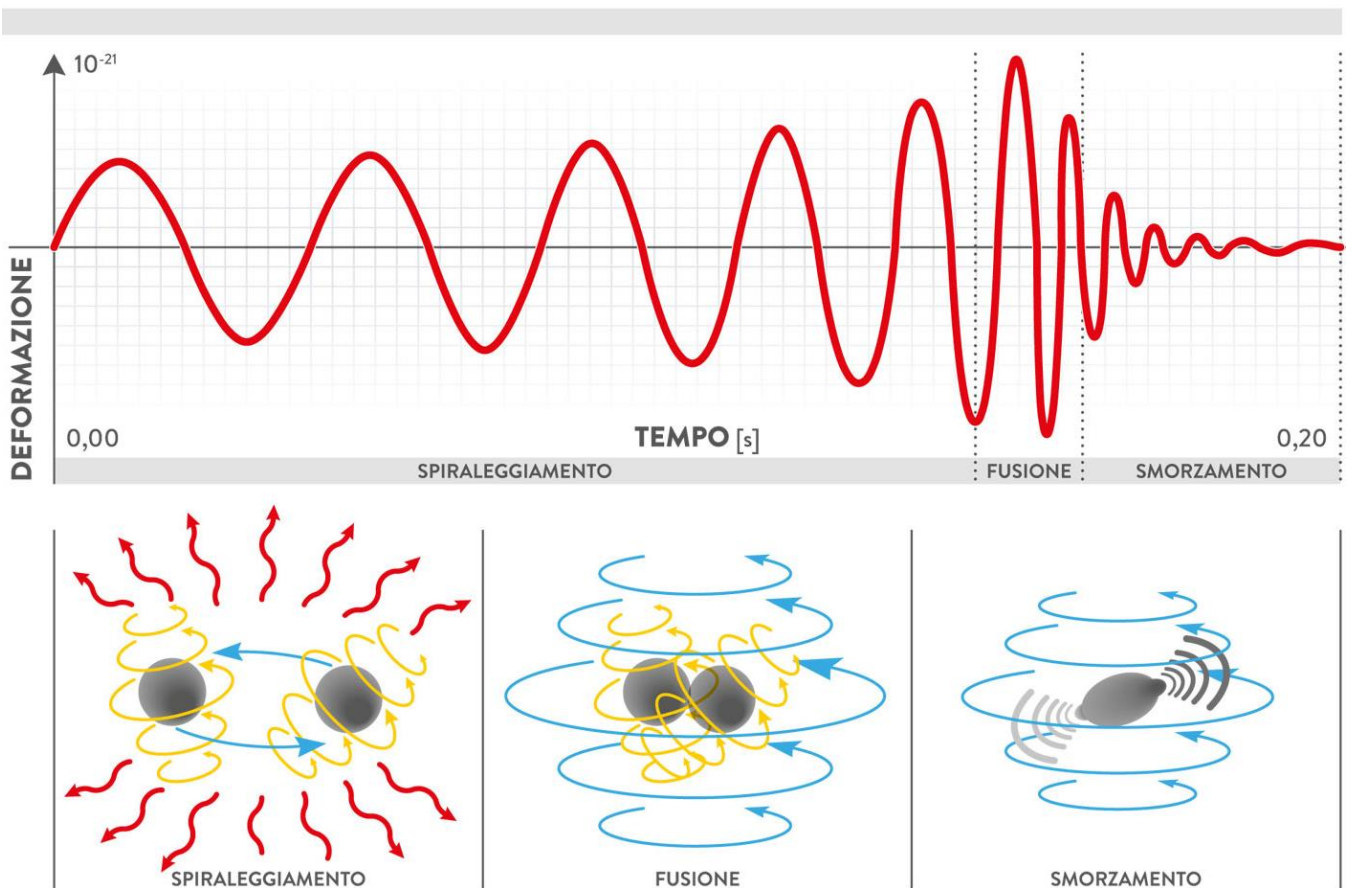 10⁻²¹
DEFORMAZIONE
0,00
TEMPO [s]
0,20
SPIRALEGGIAMENTO
FUSIONE
SMORZAMENTO
SPIRALEGGIAMENTO
FUSIONE
SMORZAMENTO